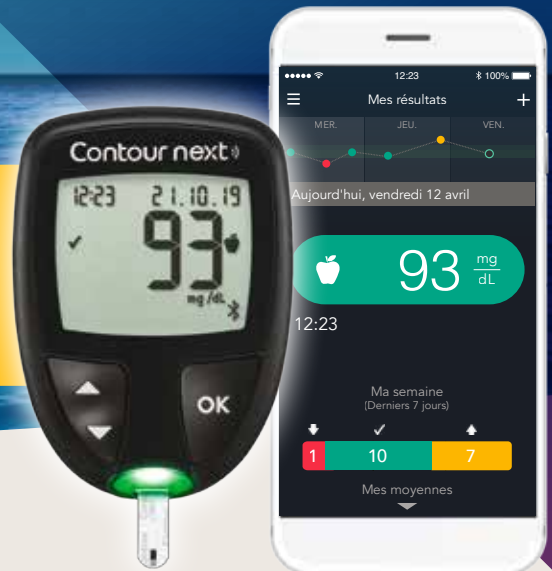 Contour next
12:23 21.10.19
93
mg/dL
OK
12:23 100%
Mes résultats
MER. JEU. VEN.
Aujourd'hui, vendredi 12 avril
93 mg
dL
12:23
Ma semaine
(Derniers 7 jours)
1 10 7
Mes moyennes